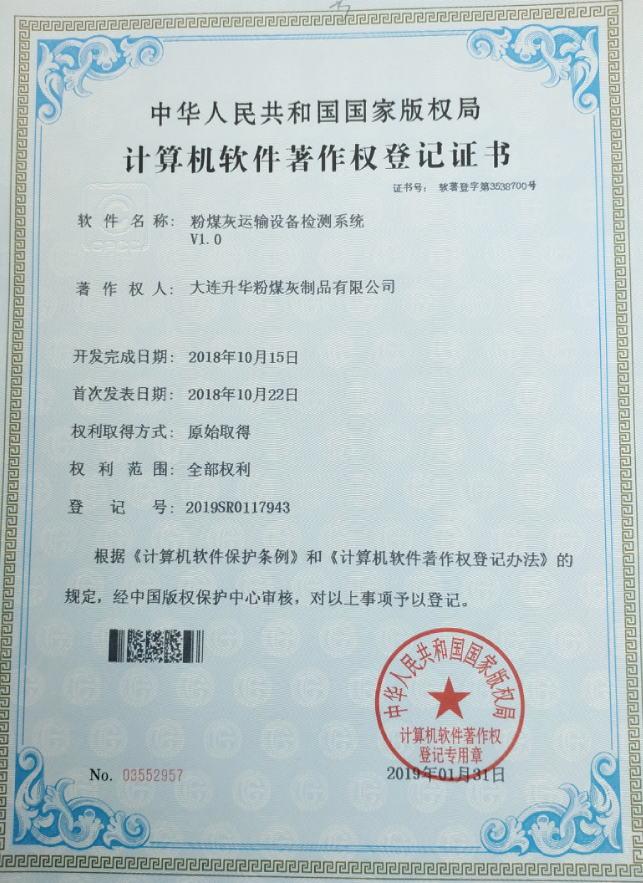 中华人民共和国国家版权局
计算机软件著作权登记证书
证书号: 软著登字第3538700号
软件名称: 粉煤灰运输设备检测系统
V1.0
著作权人: 大连升华粉煤灰制品有限公司
开发完成日期: 2018年10月15日
首次发表日期: 2018年10月22日
权利取得方式: 原始取得
权利范围: 全部权利
登记号: 2019SR0117943
根据《计算机软件保护条例》和《计算机软件著作权登记办法》的
规定,经中国版权保护中心审核,对以上事项予以登记。
中华人民共和国国家版权局
计算机软件著作权
登记专用章
No. 03552957
2019年01月31日